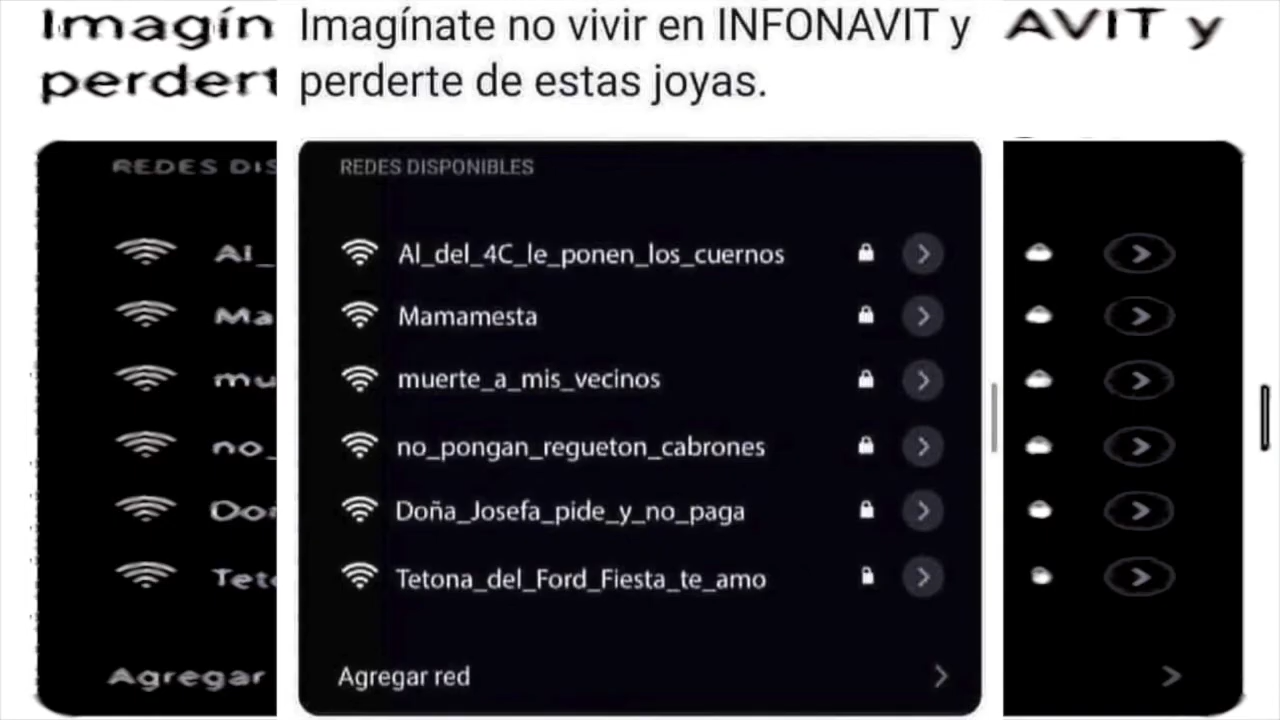 Imagínate no vivir en INFONAVIT y
perderte de estas joyas.
REDES DISPONIBLES
Al_del_4C_le_ponen_los_cuernos
Mamamesta
muerte_a_mis_vecinos
no_pongan_regueton_cabrones
Doña_Josefa_pide_y_no_paga
Tetona_del_Ford_Fiesta_te_amo
Agregar red